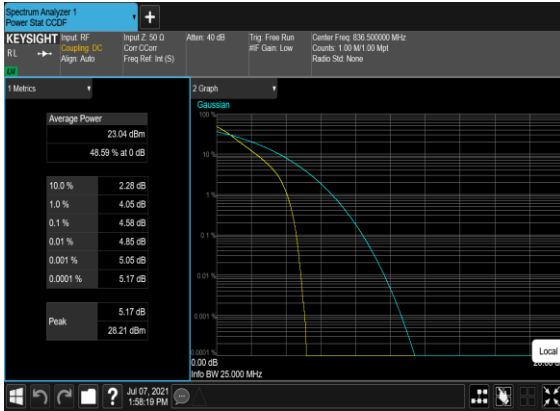 Spectrum Analyzer 1
Power Stat CCDF
+
KEYSIGHT
RL
Input: RF
Coupling: DC
Align: Auto
Input Z: 50 Ω
Corr CCorr
Freq Ref: Int (S)
Atten: 40 dB
Trig: Free Run
#IF Gain: Low
Center Freq: 836.500000 MHz
Counts: 1.00 M/1.00 Mpt
Radio Std: None
1 Metrics
Average Power
23.04 dBm
48.59 % at 0 dB
10.0 % 2.28 dB
1.0 % 4.05 dB
0.1 % 4.58 dB
0.01 % 4.85 dB
0.001 % 5.05 dB
0.0001 % 5.17 dB
Peak
5.17 dB
28.21 dBm
2 Graph
Gaussian
100 %
10 %
1 %
0.1 %
0.01 %
0.001 %
0.0001 %
0.00 dB
Info BW 25.000 MHz
Local
?
Jul 07, 2021
1:58:19 PM